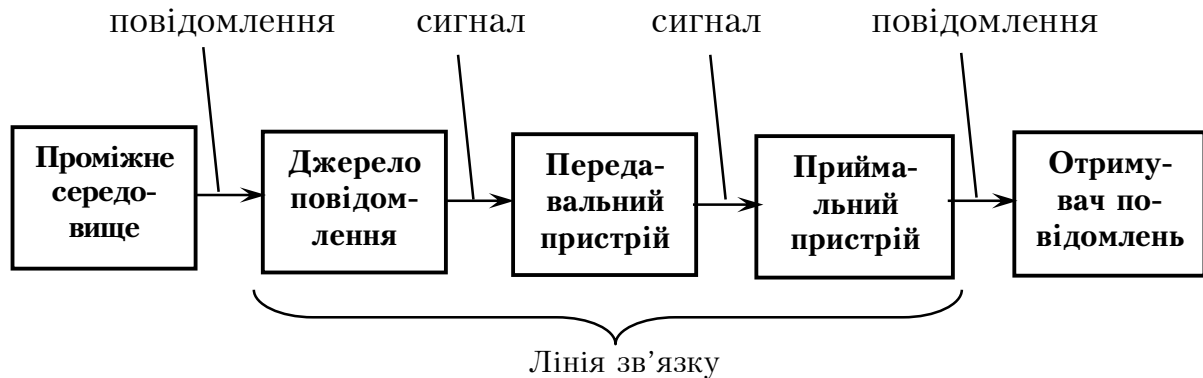 повідомлення сигнал сигнал повідомлення
Проміжне
середо-
вище
Джерело
повідом-
лення
Переда-
вальний
пристрій
Прийма-
льний
пристрій
Отриму-
вач по-
відомлень
Лінія зв’язку